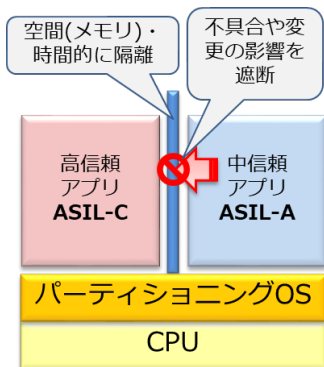 空間(メモリ)・
時間的に隔離
不具合や変
更の影響を
遮断
高信頼
アプリ
ASIL-C
中信頼
アプリ
ASIL-A
パーティショニングOS
CPU